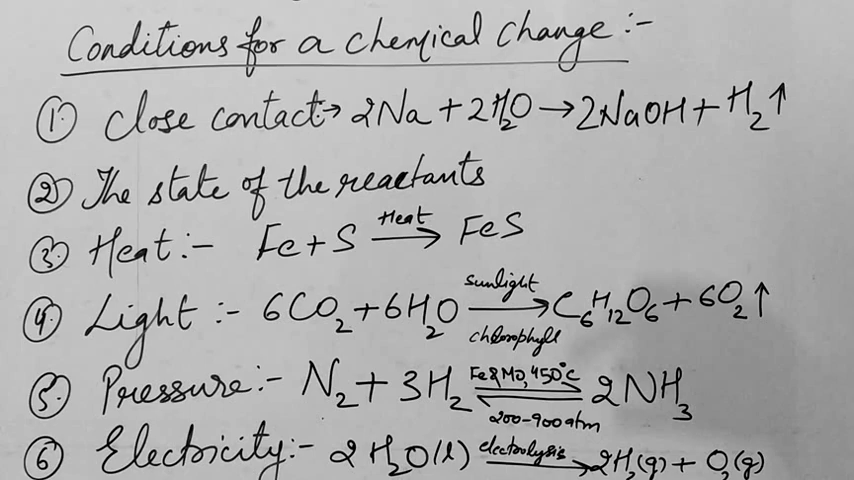 Conditions for a chemical change :-
① Close contact → 2Na + 2H₂O → 2NaOH + H₂↑
② The state of the reactants
③ Heat :- Fe + S —Heat→ FeS
④ Light :- 6CO₂ + 6H₂O —sunlight / chlorophyll→ C₆H₁₂O₆ + 6O₂↑
⑤ Pressure :- N₂ + 3H₂ ⇌ Fe & MO, 450°C / 200-900atm 2NH₃
⑥ Electricity :- 2H₂O(l) —electrolysis→ 2H₂(g) + O₂(g)